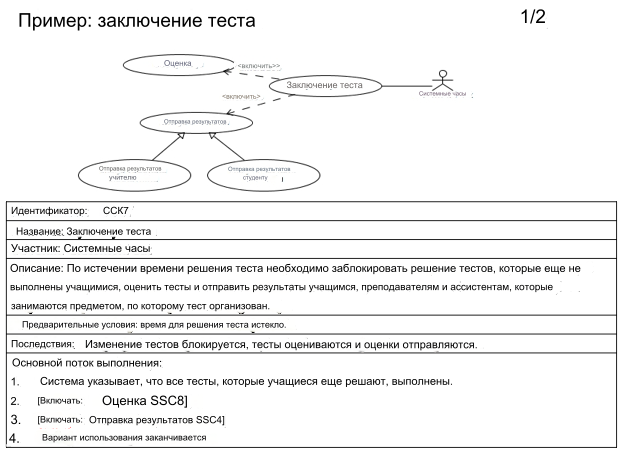 Пример: заключение теста
1/2
Оценка
<включить>>
Заключение теста
Системные часы
<включить>
Отправка результатов
Отправка результатов
учителю
Отправка результатов
студенту
Идентификатор: ССК7
Название: Заключение теста
Участник: Системные часы
Описание: По истечении времени решения теста необходимо заблокировать решение тестов, которые еще не
выполнены учащимися, оценить тесты и отправить результаты учащимся, преподавателям и ассистентам, которые
занимаются предметом, по которому тест организован.
Предварительные условия: время для решения теста истекло.
Последствия: Изменение тестов блокируется, тесты оцениваются и оценки отправляются.
Основной поток выполнения:
1. Система указывает, что все тесты, которые учащиеся еще решают, выполнены.
2. [Включать: Оценка SSC8]
3. [Включать: Отправка результатов SSC4]
4. Вариант использования заканчивается